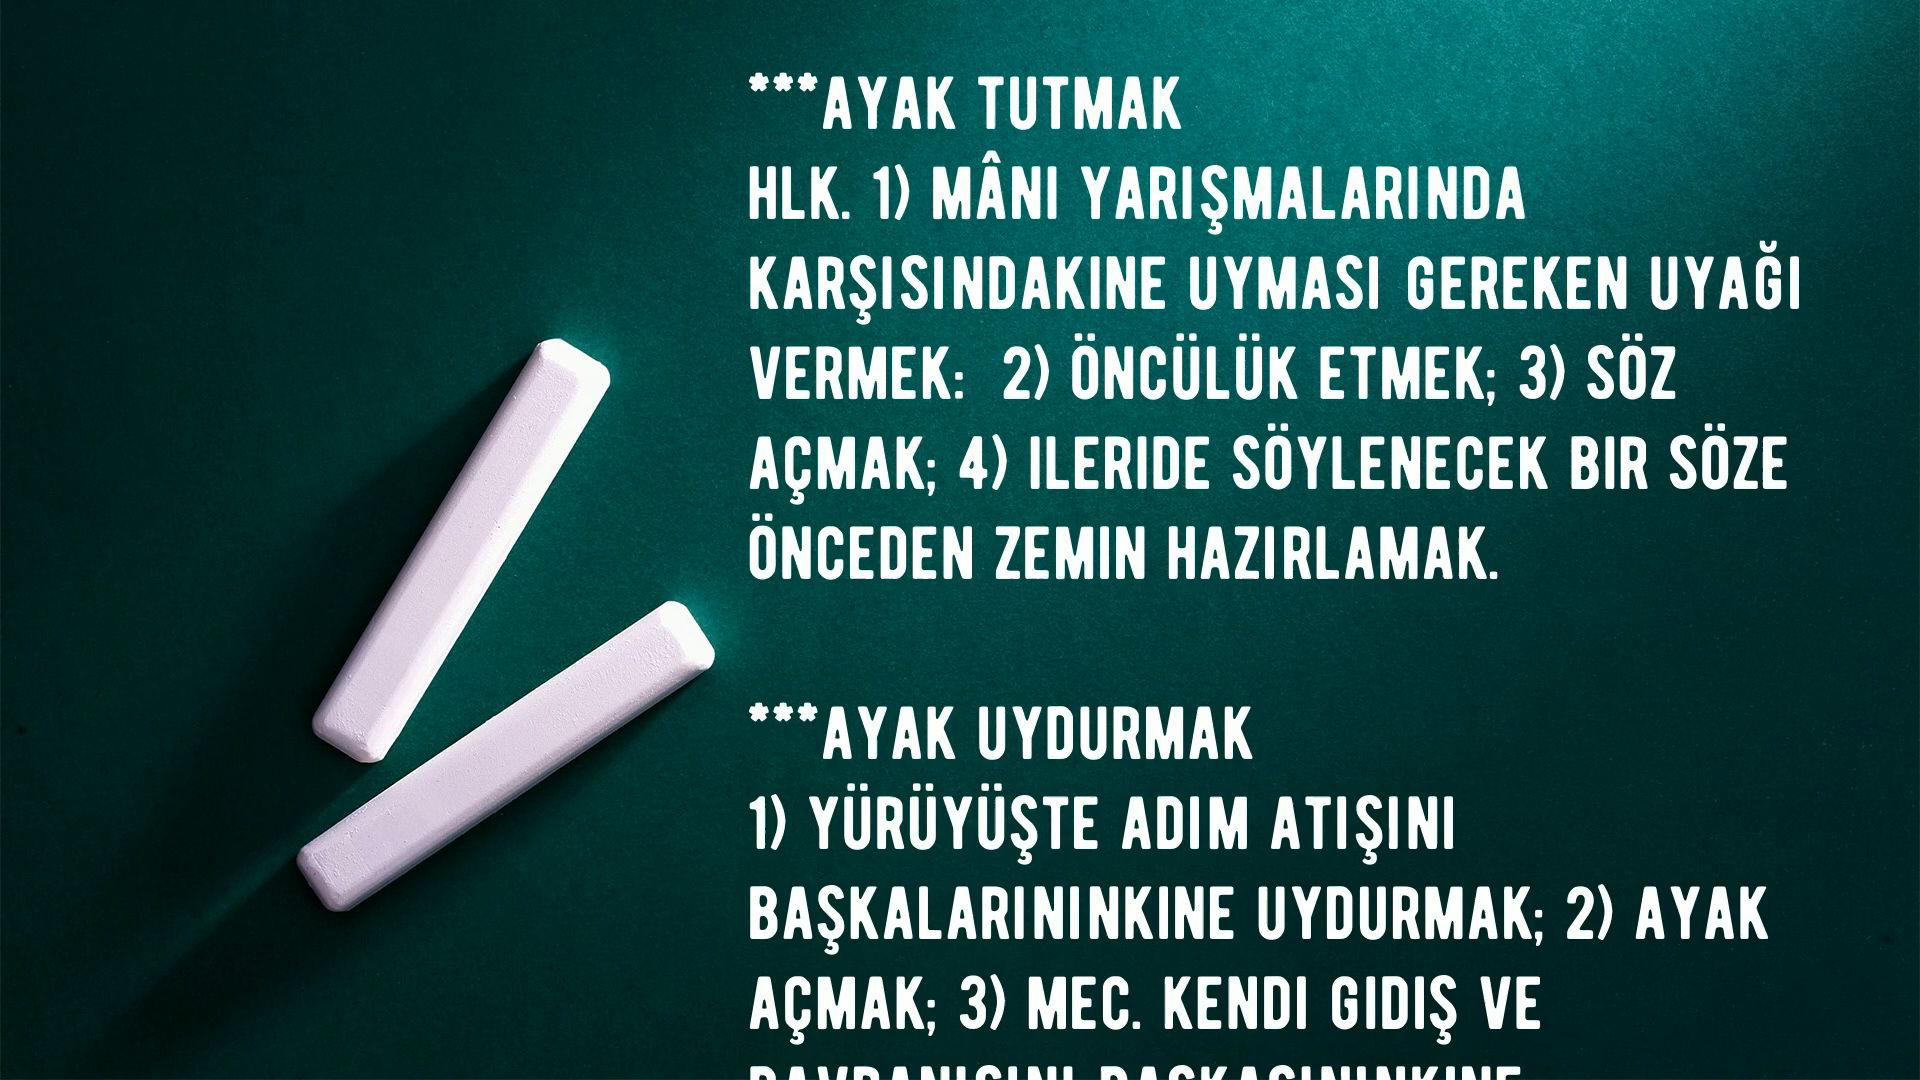 ***AYAK TUTMAK
HLK. 1) MÂNI YARIŞMALARINDA
KARŞISINDAKINE UYMASI GEREKEN UYAĞI
VERMEK:  2) ÖNCÜLÜK ETMEK; 3) SÖZ
AÇMAK; 4) ILERIDE SÖYLENECEK BIR SÖZE
ÖNCEDEN ZEMIN HAZIRLAMAK.
***AYAK UYDURMAK
1) YÜRÜYÜŞTE ADIM ATIŞINI
BAŞKALARININKINE UYDURMAK; 2) AYAK
AÇMAK; 3) MEC. KENDI GIDIŞ VE